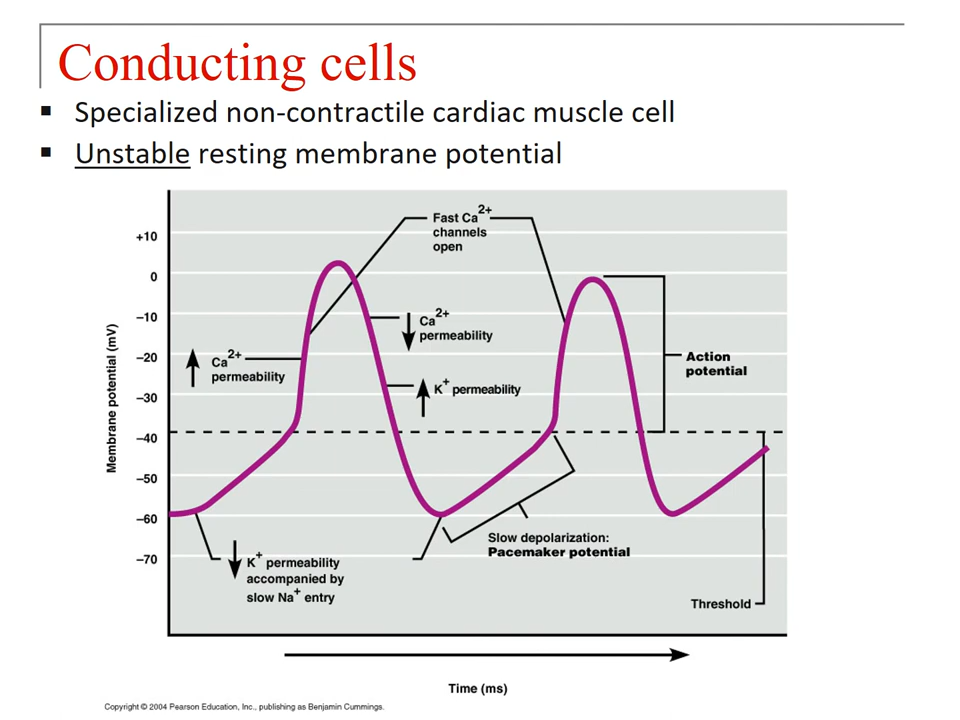 Conducting cells
▪ Specialized non-contractile cardiac muscle cell
▪ Unstable resting membrane potential
Fast Ca2+
channels
open
+10
0
−10
−20
−30
−40
−50
−60
−70
Membrane potential (mV)
Ca2+
permeability
Ca2+
permeability
K+ permeability
Action
potential
Slow depolarization:
Pacemaker potential
K+ permeability
accompanied by
slow Na+ entry
Threshold
Time (ms)
Copyright © 2004 Pearson Education, Inc., publishing as Benjamin Cummings.